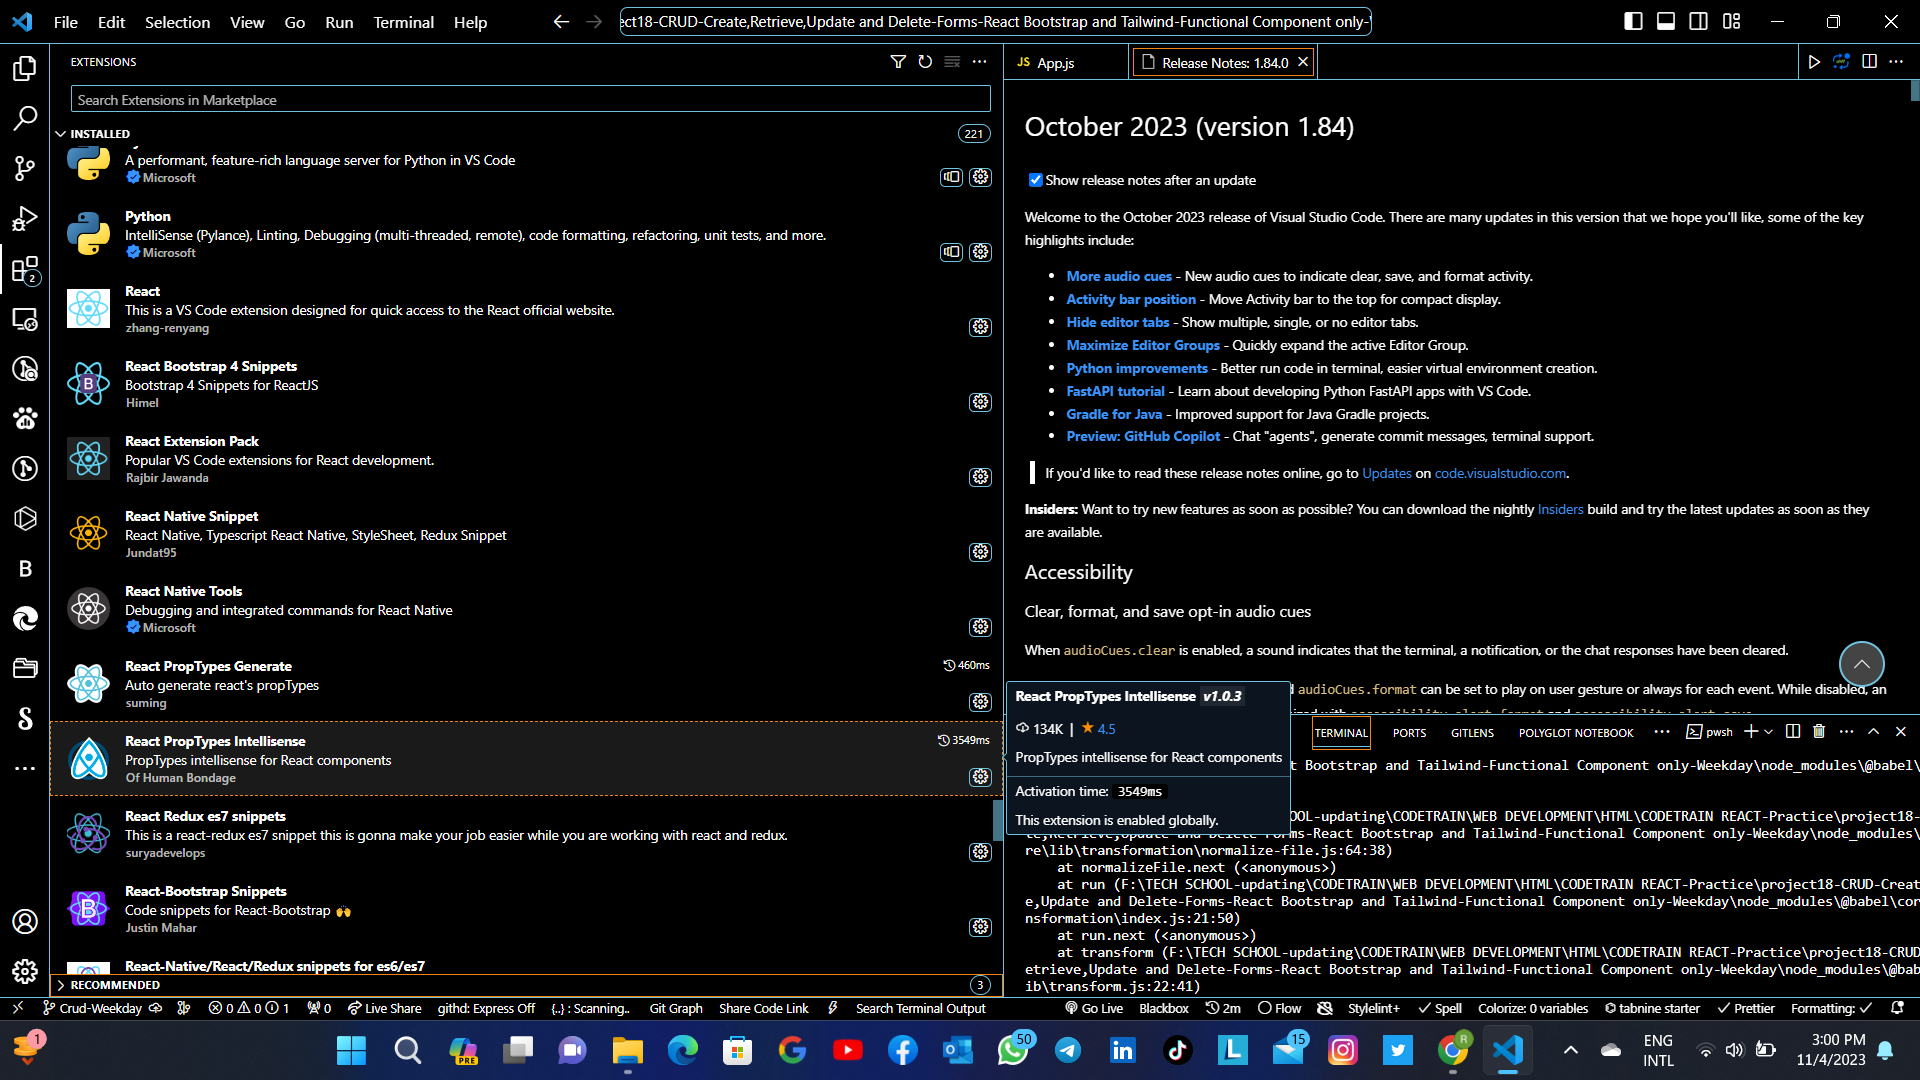 File Edit Selection View Go Run Terminal Help
ect18-CRUD-Create,Retrieve,Update and Delete-Forms-React Bootstrap and Tailwind-Functional Component only-
EXTENSIONS
Search Extensions in Marketplace
INSTALLED
221
A performant, feature-rich language server for Python in VS Code
Microsoft
Python
IntelliSense (Pylance), Linting, Debugging (multi-threaded, remote), code formatting, refactoring, unit tests, and more.
Microsoft
React
This is a VS Code extension designed for quick access to the React official website.
zhang-renyang
React Bootstrap 4 Snippets
Bootstrap 4 Snippets for ReactJS
Himel
React Extension Pack
Popular VS Code extensions for React development.
Rajbir Jawanda
React Native Snippet
React Native, Typescript React Native, StyleSheet, Redux Snippet
Jundat95
React Native Tools
Debugging and integrated commands for React Native
Microsoft
React PropTypes Generate
460ms
Auto generate react's propTypes
suming
React PropTypes Intellisense
3549ms
PropTypes intellisense for React components
Of Human Bondage
React Redux es7 snippets
This is a react-redux es7 snippet this is gonna make your job easier while you are working with react and redux.
suryadevelops
React-Bootstrap Snippets
Code snippets for React-Bootstrap 🙌
Justin Mahar
React-Native/React/Redux snippets for es6/es7
RECOMMENDED
3
2
B
JS App.js
Release Notes: 1.84.0
October 2023 (version 1.84)
Show release notes after an update
Welcome to the October 2023 release of Visual Studio Code. There are many updates in this version that we hope you'll like, some of the key
highlights include:
• More audio cues - New audio cues to indicate clear, save, and format activity.
• Activity bar position - Move Activity bar to the top for compact display.
• Hide editor tabs - Show multiple, single, or no editor tabs.
• Maximize Editor Groups - Quickly expand the active Editor Group.
• Python improvements - Better run code in terminal, easier virtual environment creation.
• FastAPI tutorial - Learn about developing Python FastAPI apps with VS Code.
• Gradle for Java - Improved support for Java Gradle projects.
• Preview: GitHub Copilot - Chat "agents", generate commit messages, terminal support.
If you'd like to read these release notes online, go to Updates on code.visualstudio.com.
Insiders: Want to try new features as soon as possible? You can download the nightly Insiders build and try the latest updates as soon as they
are available.
Accessibility
Clear, format, and save opt-in audio cues
When audioCues.clear is enabled, a sound indicates that the terminal, a notification, or the chat responses have been cleared.
d audioCues.format can be set to play on user gesture or always for each event. While disabled, an
React PropTypes Intellisense v1.0.3
134K | ★ 4.5
PropTypes intellisense for React components
Activation time: 3549ms
This extension is enabled globally.
TERMINAL PORTS GITLENS POLYGLOT NOTEBOOK ··· pwsh
t Bootstrap and Tailwind-Functional Component only-Weekday\node_modules\@babel\
OOL-updating\CODETRAIN\WEB DEVELOPMENT\HTML\CODETRAIN REACT-Practice\project18-
te,Retrieve,Update and Delete-Forms-React Bootstrap and Tailwind-Functional Component only-Weekday\node_modules\
re\lib\transformation\normalize-file.js:64:38)
at normalizeFile.next (<anonymous>)
at run (F:\TECH SCHOOL-updating\CODETRAIN\WEB DEVELOPMENT\HTML\CODETRAIN REACT-Practice\project18-CRUD-Creat
e,Update and Delete-Forms-React Bootstrap and Tailwind-Functional Component only-Weekday\node_modules\@babel\cor
nsformation\index.js:21:50)
at run.next (<anonymous>)
at transform (F:\TECH SCHOOL-updating\CODETRAIN\WEB DEVELOPMENT\HTML\CODETRAIN REACT-Practice\project18-CRUD
etrieve,Update and Delete-Forms-React Bootstrap and Tailwind-Functional Component only-Weekday\node_modules\@bab
ib\transform.js:22:41)
Crud-Weekday 0 0 1 0 Live Share githd: Express Off {..} : Scanning.. Git Graph Share Code Link Search Terminal Output Go Live Blackbox 2m Flow Stylelint+ Spell Colorize: 0 variables tabnine starter Prettier Formatting: ✓
1
PRE
50
15
R
ENG
INTL
3:00 PM
11/4/2023